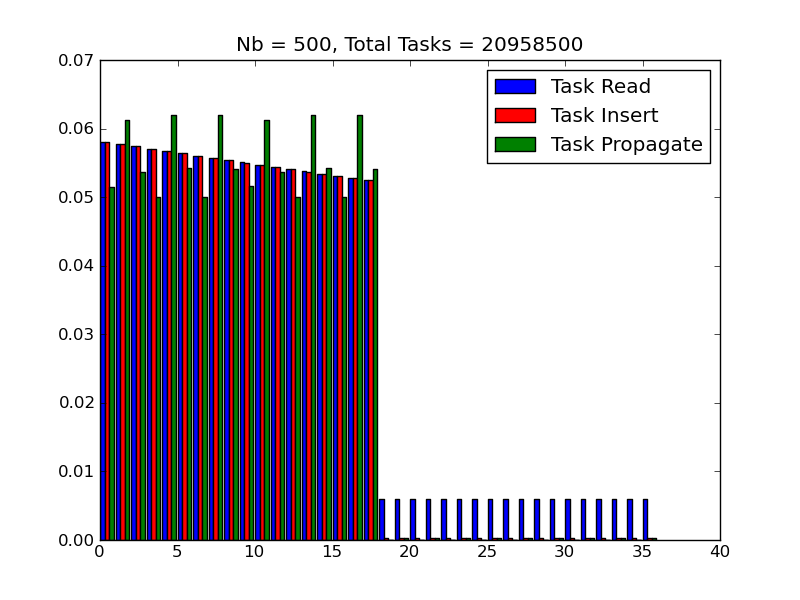 Nb = 500, Total Tasks = 20958500
0.07
Task Read
Task Insert
0.06
Task Propagate
0.05
0.04
0.03
0.02
0.01
0.00
0 5 10 15 20 25 30 35 40